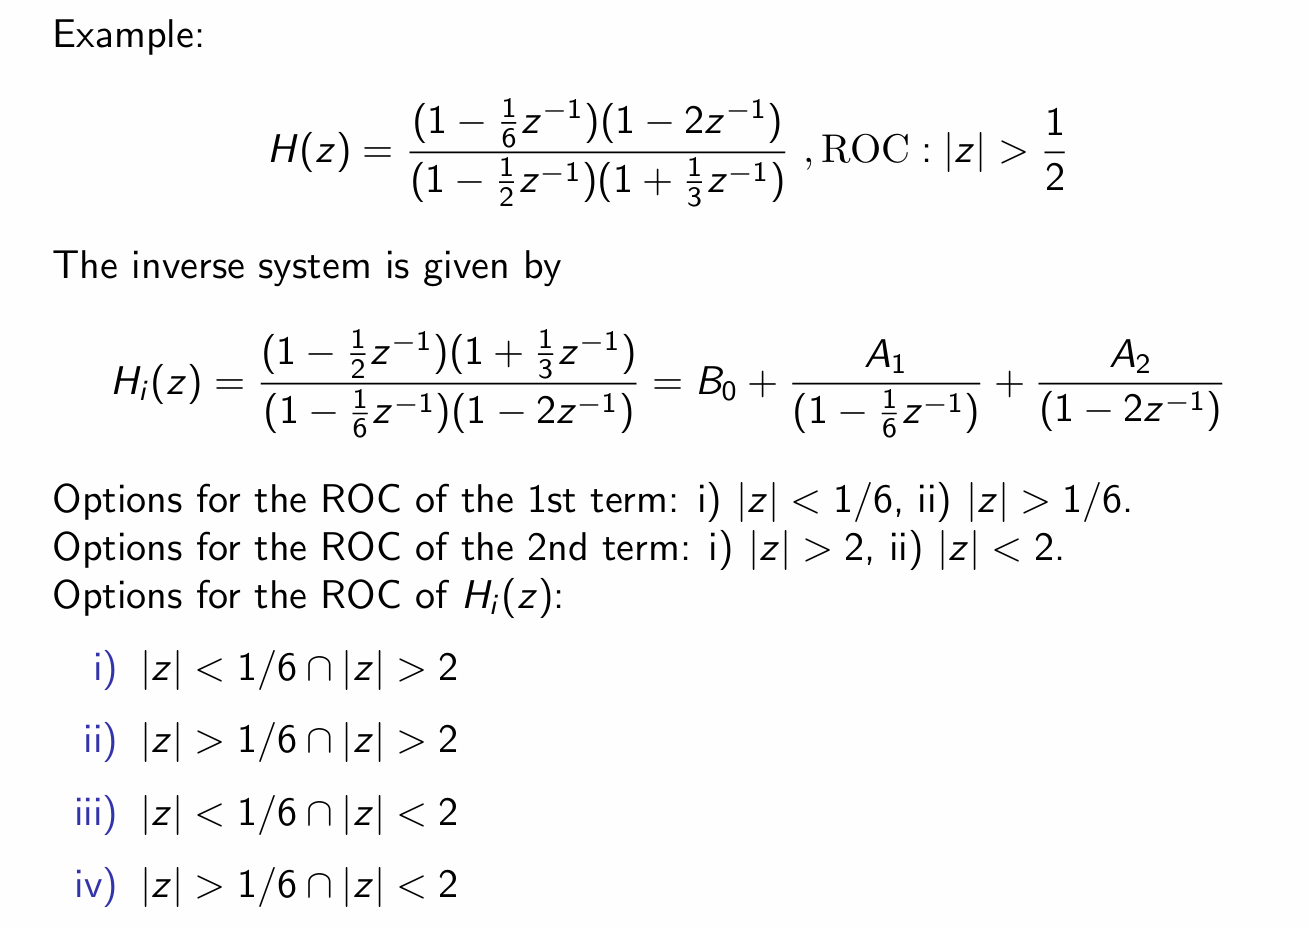 Example:
H(z) = \frac{(1 − \frac{1}{6}z^{−1})(1 − 2z^{−1})}{(1 − \frac{1}{2}z^{−1})(1 + \frac{1}{3}z^{−1})} , ROC : |z| > \frac{1}{2}
The inverse system is given by
H_i(z) = \frac{(1 − \frac{1}{2}z^{−1})(1 + \frac{1}{3}z^{−1})}{(1 − \frac{1}{6}z^{−1})(1 − 2z^{−1})} = B_0 + \frac{A_1}{(1 − \frac{1}{6}z^{−1})} + \frac{A_2}{(1 − 2z^{−1})}
Options for the ROC of the 1st term: i) |z| < 1/6, ii) |z| > 1/6.
Options for the ROC of the 2nd term: i) |z| > 2, ii) |z| < 2.
Options for the ROC of H_i(z):
i) |z| < 1/6 ∩ |z| > 2
ii) |z| > 1/6 ∩ |z| > 2
iii) |z| < 1/6 ∩ |z| < 2
iv) |z| > 1/6 ∩ |z| < 2